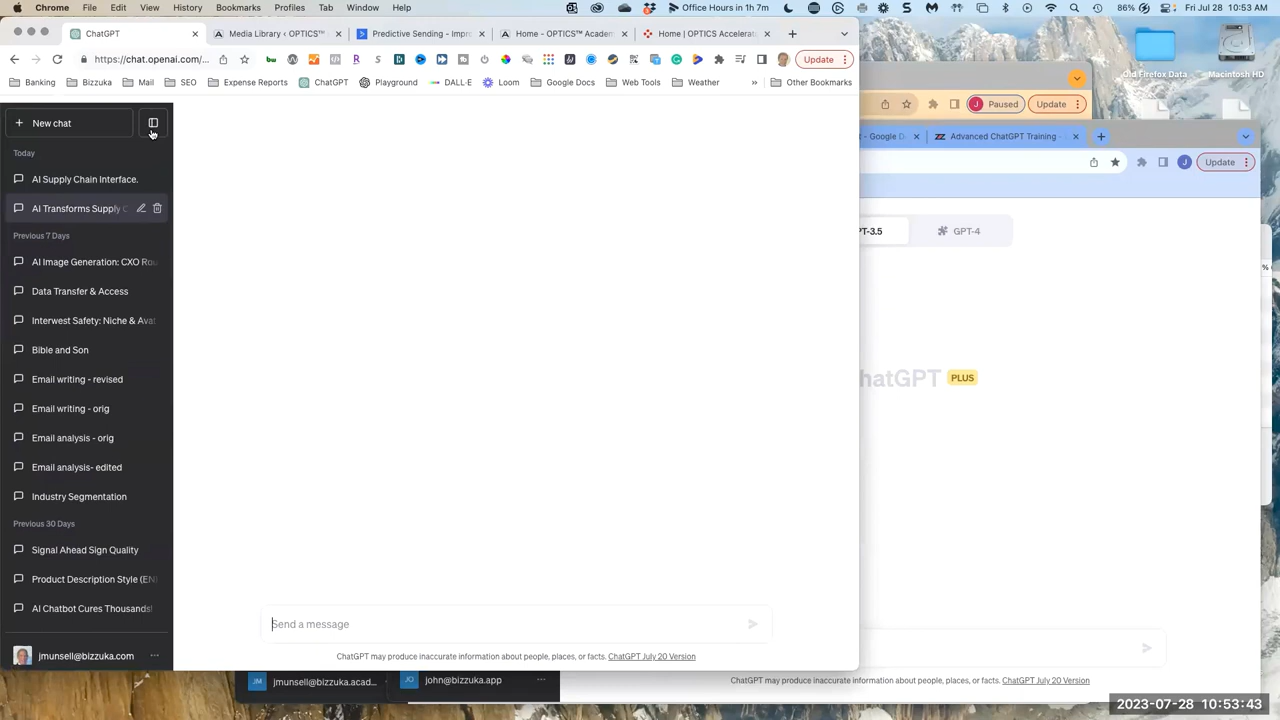 Chrome File Edit View History
86% Office Hours in 1h 7m Fri Jul 28 10:53 AM
ChatGPT
Media Library ‹ OPTICS™
Predictive Sending - Impro
Home - OPTICS™ Academ
Home | OPTICS Accelerat
https://chat.openai.com/...
Update
Banking
Bizzuka
Mail
SEO
Expense Reports
ChatGPT
Playground
DALL·E
Loom
Google Docs
Web Tools
Weather
»
Other Bookmarks
New chat
Today
AI Supply Chain Interface.
AI Transforms Supply C
Previous 7 Days
AI Image Generation: CXO Rou
Data Transfer & Access
Interwest Safety: Niche & Avat
Bible and Son
Email writing - revised
Email writing - orig
Email analysis - orig
Email analysis- edited
Industry Segmentation
Previous 30 Days
Signal Ahead Sign Quality
Product Description Style (EN)
AI Chatbot Cures Thousands!
jmunsell@bizzuka.com
Send a message
ChatGPT may produce inaccurate information about people, places, or facts. ChatGPT July 20 Version
Old Firefox Data
Macintosh HD
J Paused
Update
- Google D
Advanced ChatGPT Training -
J
Update
PT-3.5
GPT-4
hatGPT PLUS
%
ChatGPT may produce inaccurate information about people, places, or facts. ChatGPT July 20 Version
JM jmunsell@bizzuka.acad...
JO john@bizzuka.app
2023-07-28 10:53:43